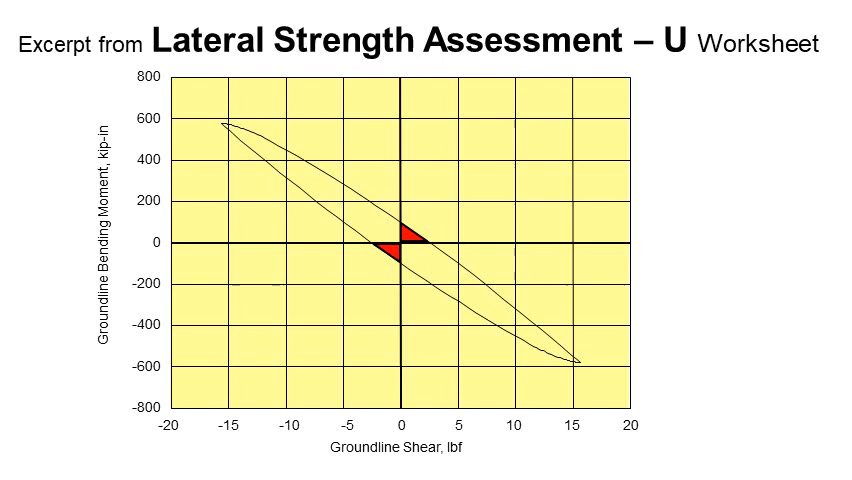 Excerpt from Lateral Strength Assessment – U Worksheet
800
600
400
200
0
-200
-400
-600
-800
Groundline Bending Moment, kip-in
-20 -15 -10 -5 0 5 10 15 20
Groundline Shear, lbf